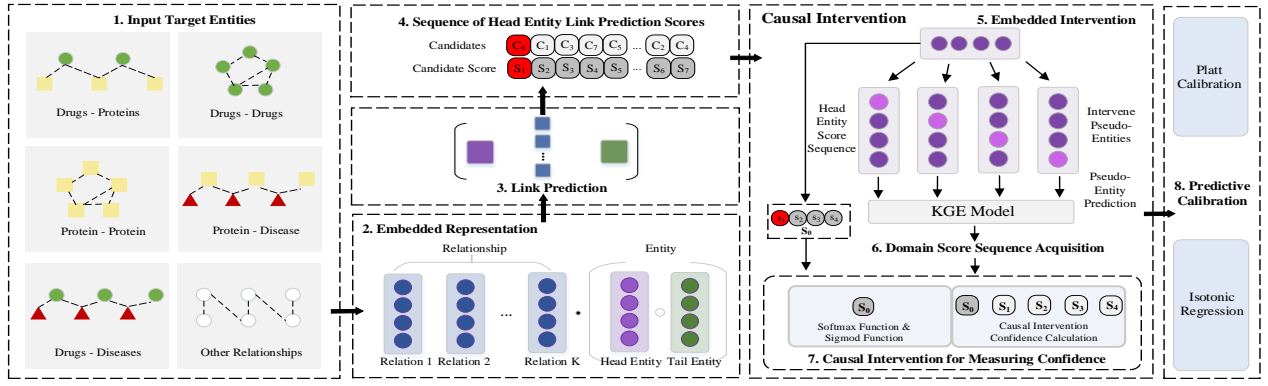 1. Input Target Entities
Drugs - Proteins
Drugs - Drugs
Protein - Protein
Protein - Disease
Drugs - Diseases
Other Relationships
4. Sequence of Head Entity Link Prediction Scores
Candidates
C₁ C₃ C₇ C₅ ... C₂ C₄
Candidate Score
S₁ S₂ S₃ S₄ S₅ ... S₆ S₇
3. Link Prediction
2. Embedded Representation
Relationship
Entity
...
Relation 1
Relation 2
Relation K
Head Entity
Tail Entity
Causal Intervention
5. Embedded Intervention
Head
Entity
Score
Sequence
Intervene
Pseudo-
Entities
Pseudo-
Entity
Prediction
KGE Model
s₂ s₃ s₄
S₀
6. Domain Score Sequence Acquisition
S₀
Softmax Function &
Sigmod Function
S₀ S₁ S₂ S₃ S₄
Causal Intervention
Confidence Calculation
7. Causal Intervention for Measuring Confidence
Platt
Calibration
8. Predictive
Calibration
Isotonic
Regression